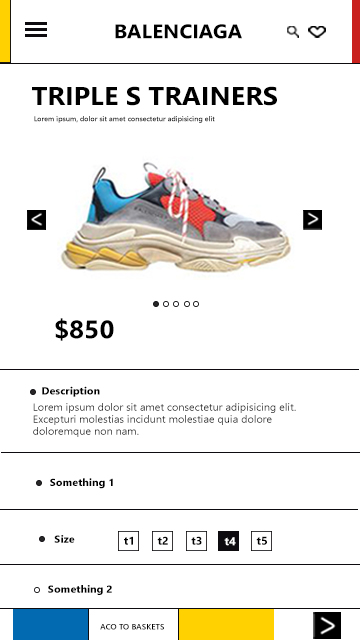 BALENCIAGA
TRIPLE S TRAINERS
Lorem ipsum, dolor sit amet consectetur adipisicing elit
$850
Description
Lorem ipsum dolor sit amet consectetur adipisicing elit.
Excepturi molestias incidunt molestiae quia dolore
doloremque non nam.
Something 1
Size t1 t2 t3 t4 t5
Something 2
ACO TO BASKETS